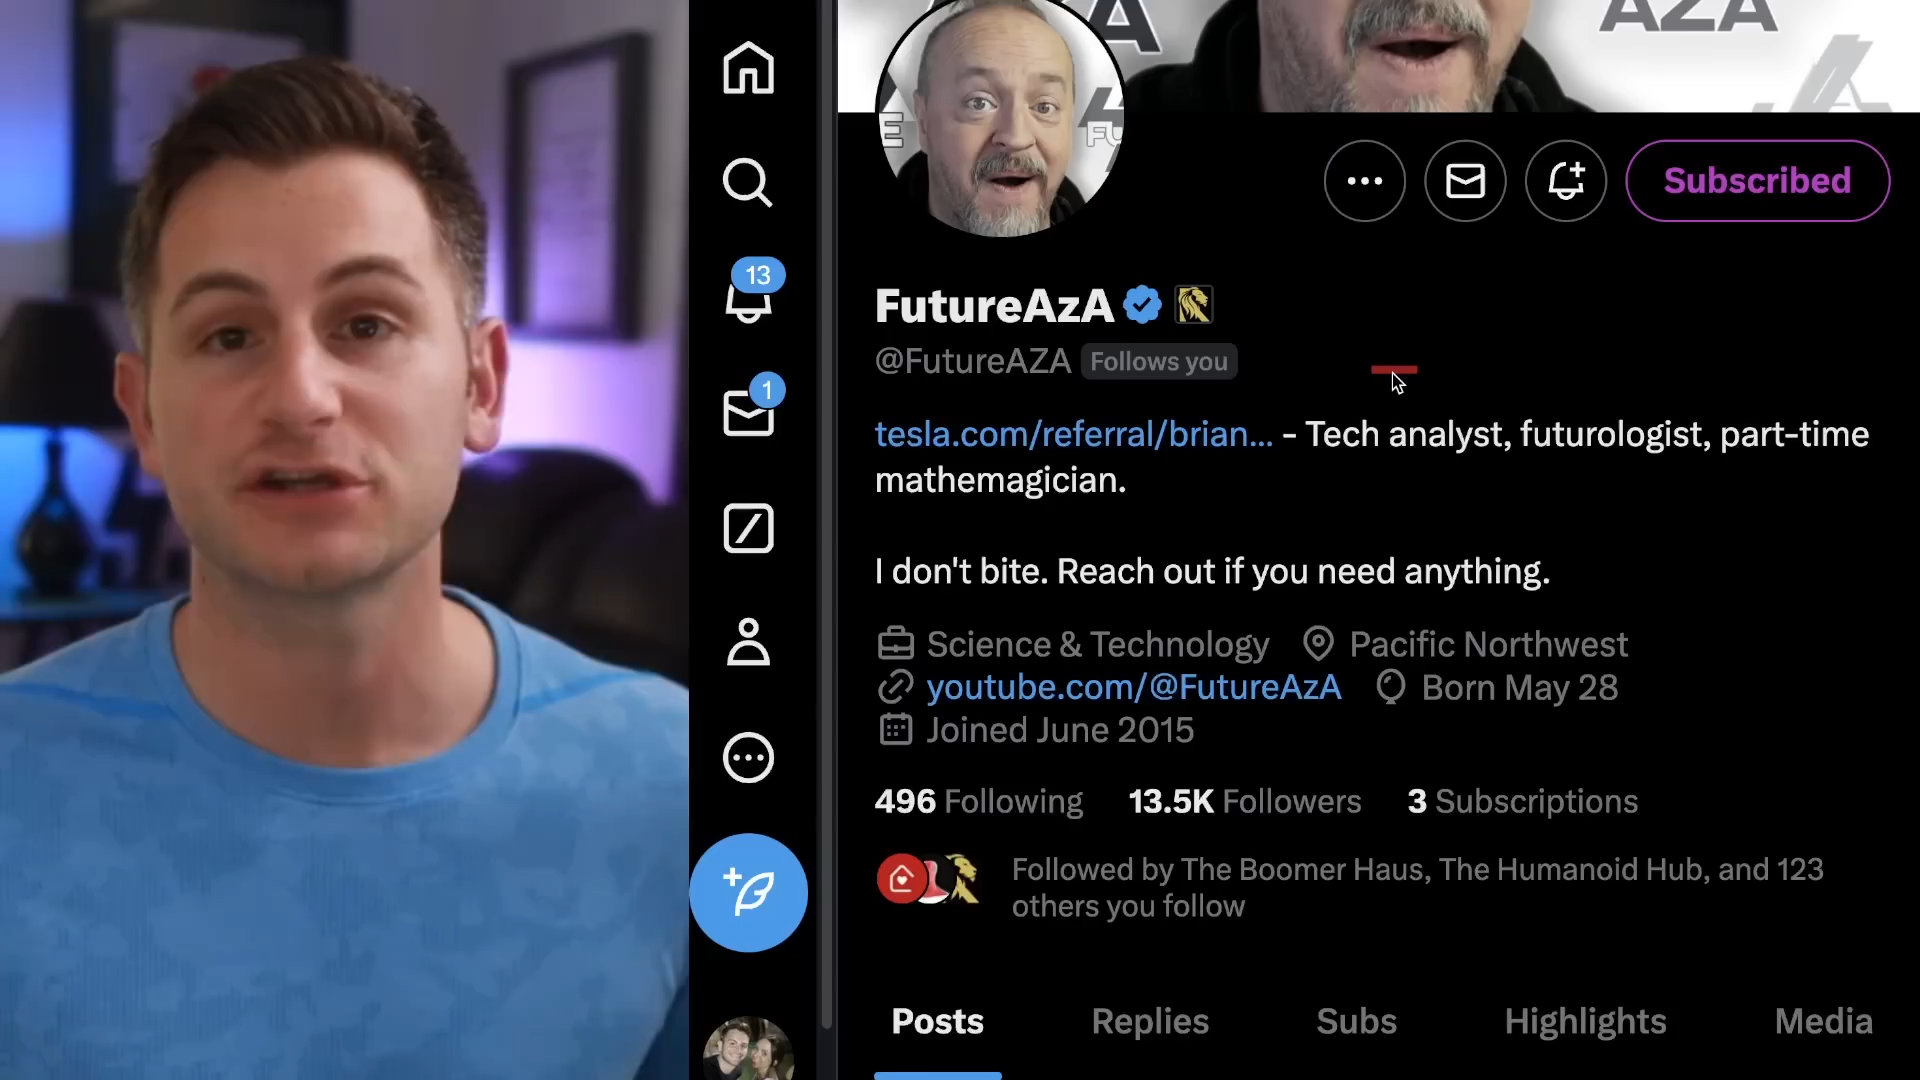 AZA
Subscribed
13
FutureAzA
@FutureAZA Follows you
1
tesla.com/referral/brian... - Tech analyst, futurologist, part-time
mathemagician.
I don't bite. Reach out if you need anything.
Science & Technology Pacific Northwest
youtube.com/@FutureAzA Born May 28
Joined June 2015
496 Following 13.5K Followers 3 Subscriptions
Followed by The Boomer Haus, The Humanoid Hub, and 123
others you follow
Posts Replies Subs Highlights Media